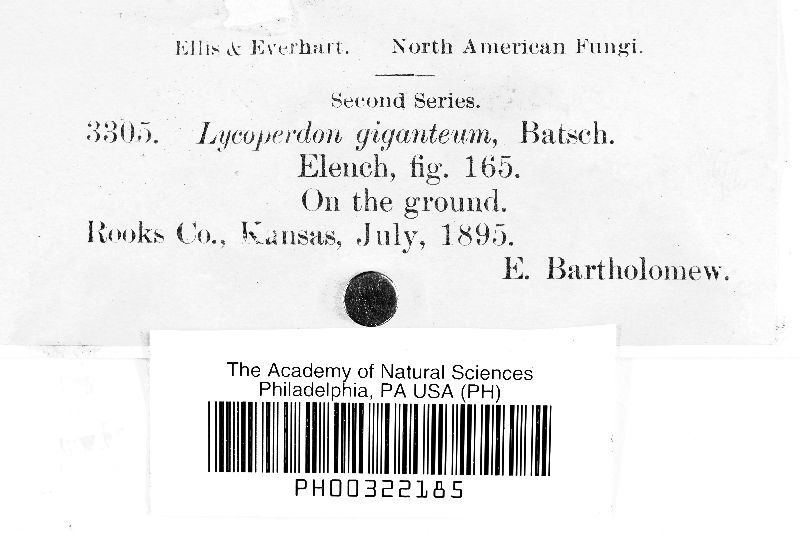 Ellis & Everhart. North American Fungi.
Second Series.
3305. Lycoperdon giganteum, Batsch.
Elench, fig. 165.
On the ground.
Rooks Co., Kansas, July, 1895.
E. Bartholomew.
The Academy of Natural Sciences
Philadelphia, PA USA (PH)
PH00322185